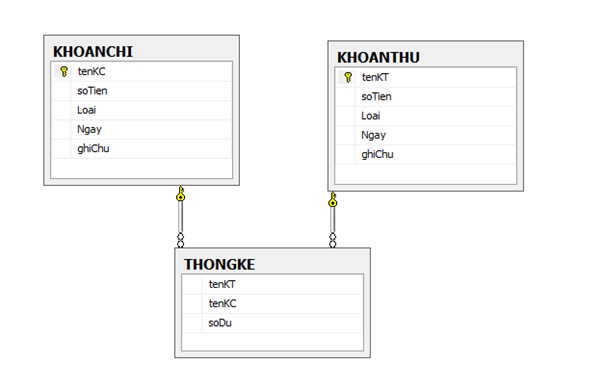 KHOANCHI
tenKC
soTien
Loai
Ngay
ghiChu
KHOANTHU
tenKT
soTien
Loai
Ngay
ghiChu
THONGKE
tenKT
tenKC
soDu